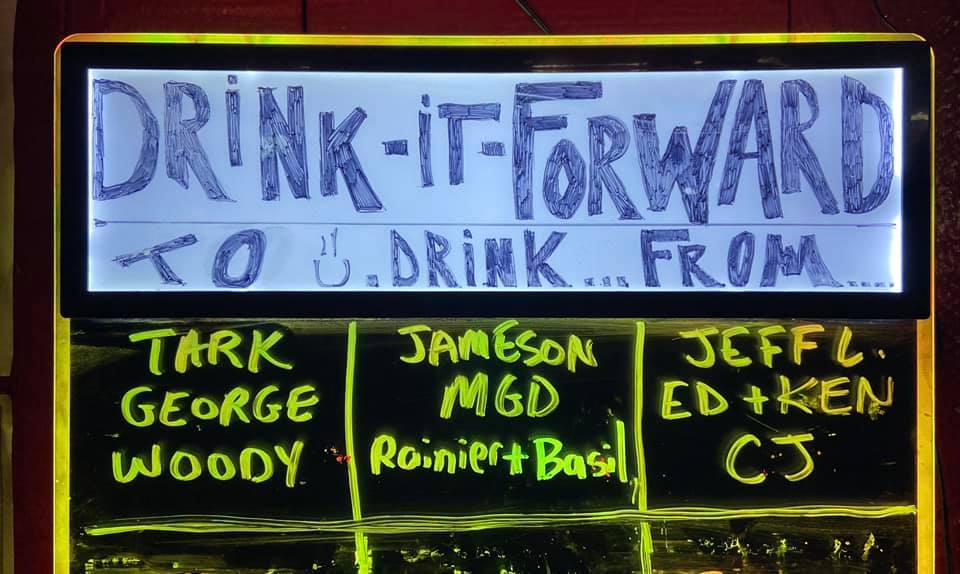 DRiNK-iT-FORWARD
TO .DRiNK... FROM....
TARK JAMESON JEFF L.
GEORGE MGD ED + KEN
WOODY Rainier + Basil CJ